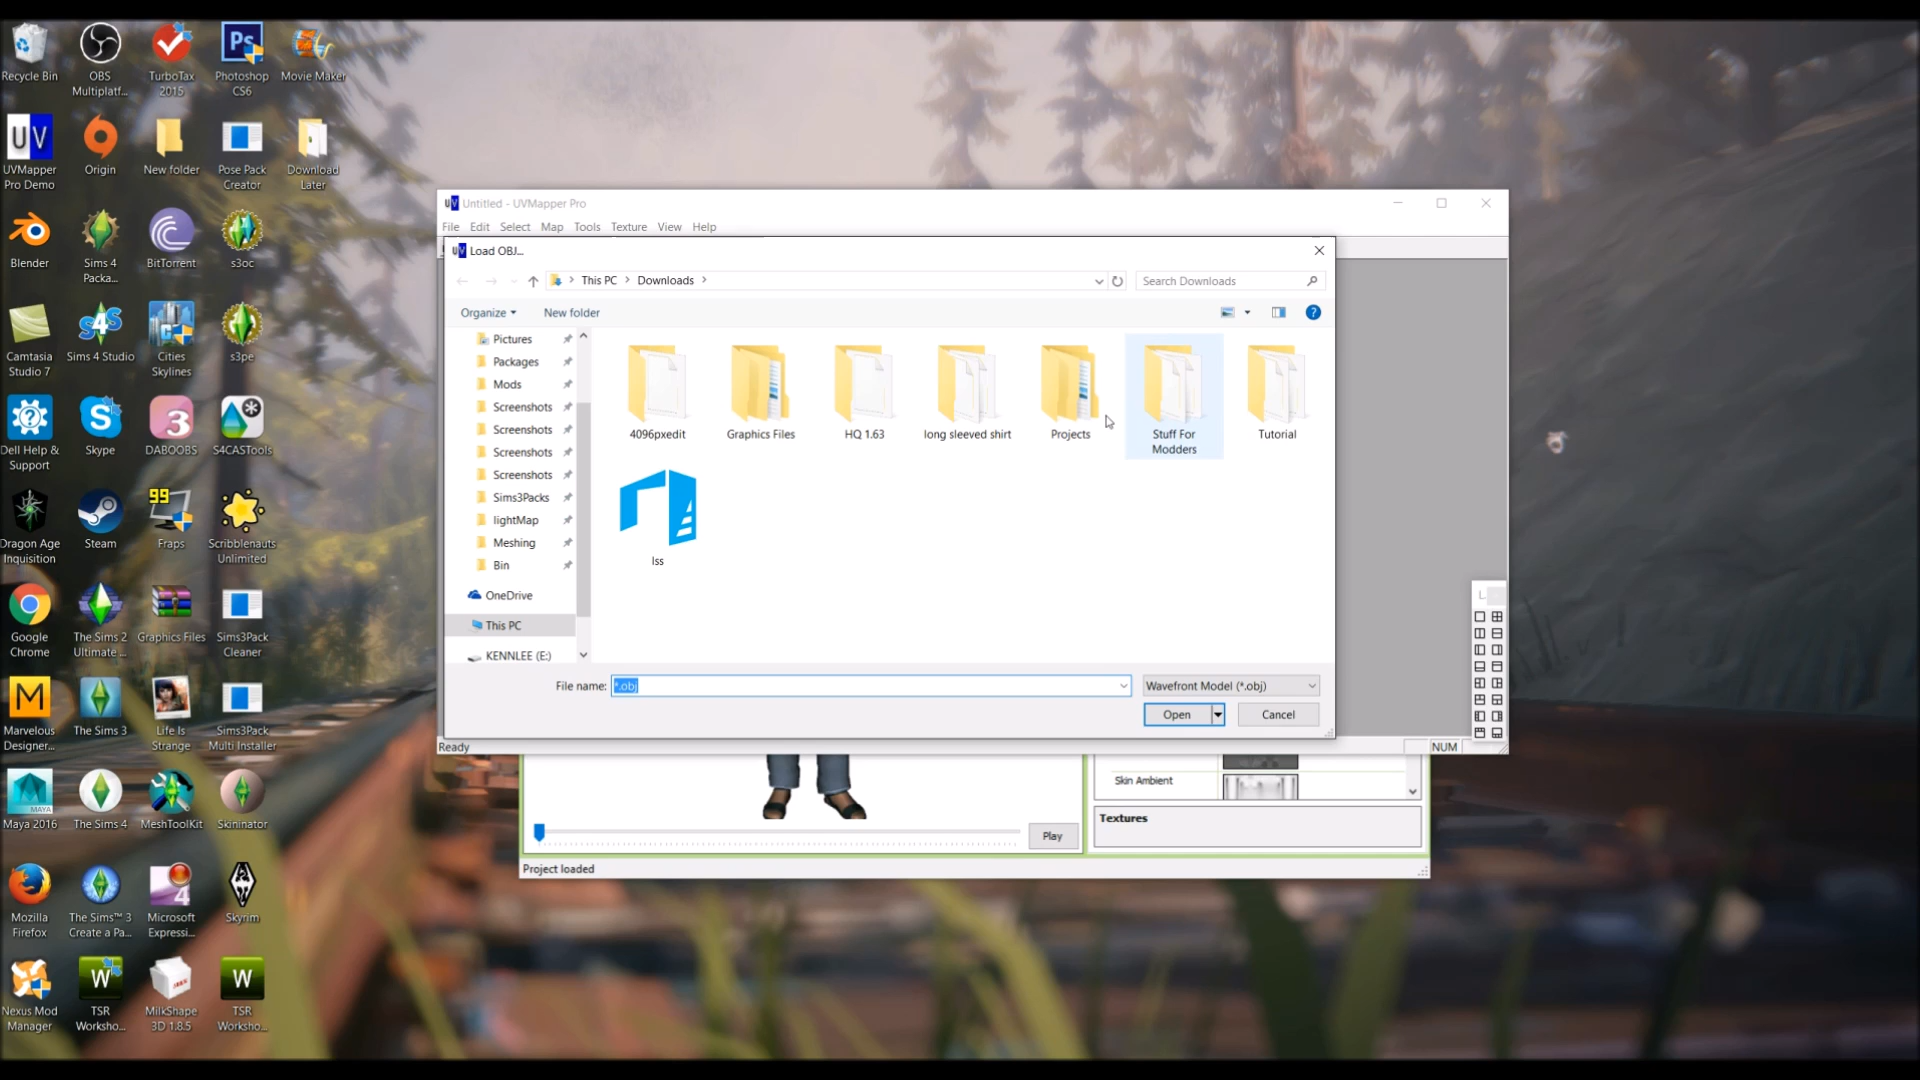 Recycle Bin
OBS
Multiplatf...
TurboTax
2015
Photoshop
CS6
Movie Maker
UVMapper
Pro Demo
Origin
New folder
Pose Pack
Creator
Download
Later
Blender
Sims 4
Packa...
BitTorrent
s3oc
Camtasia
Studio 7
Sims 4 Studio
Cities
Skylines
s3pe
Dell Help &
Support
Skype
DABOOBS
S4CASTools
Dragon Age
Inquisition
Steam
99
Fraps
Scribblenauts
Unlimited
Google
Chrome
The Sims 2
Ultimate ...
Graphics Files
Sims3Pack
Cleaner
Marvelous
Designer...
The Sims 3
Life Is
Strange
Sims3Pack
Multi Installer
Maya 2016
The Sims 4
MeshToolKit
Skininator
Mozilla
Firefox
The Sims™ 3
Create a Pa...
Microsoft
Expressi...
Skyrim
Nexus Mod
Manager
TSR
Worksho...
MilkShape
3D 1.8.5
TSR
Worksho...
Untitled - UVMapper Pro
File Edit Select Map Tools Texture View Help
Load OBJ...
This PC > Downloads >
Search Downloads
Organize
New folder
Pictures
Packages
Mods
Screenshots
Screenshots
Screenshots
Screenshots
Sims3Packs
lightMap
Meshing
Bin
OneDrive
This PC
KENNLEE (E:)
4096pxedit
Graphics Files
HQ 1.63
long sleeved shirt
Projects
Stuff For
Modders
Tutorial
lss
File name:
*.obj
Wavefront Model (*.obj)
Open
Cancel
Ready
NUM
Skin Ambient
Textures
Play
Project loaded